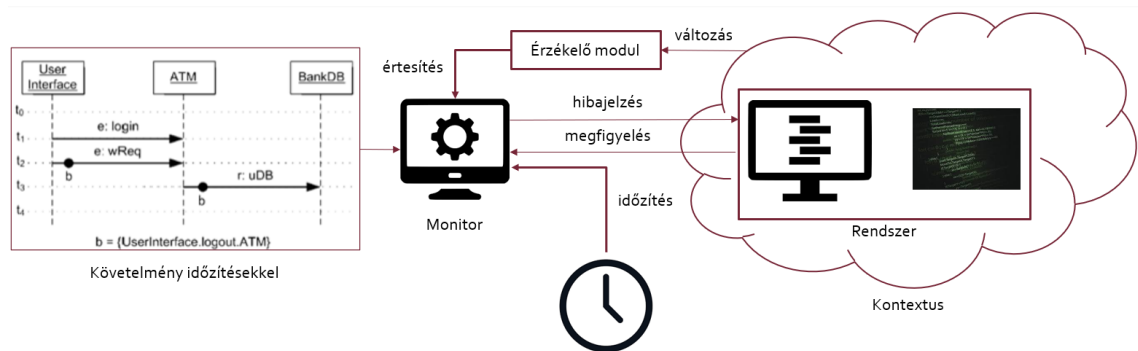 User
Interface
ATM
BankDB
t₀
t₁
e: login
t₂
e: wReq
b
t₃
r: uDB
b
t₄
b = {UserInterface.logout.ATM}
Követelmény időzítésekkel
Érzékelő modul
változás
értesítés
hibajelzés
megfigyelés
időzítés
Monitor
Rendszer
Kontextus